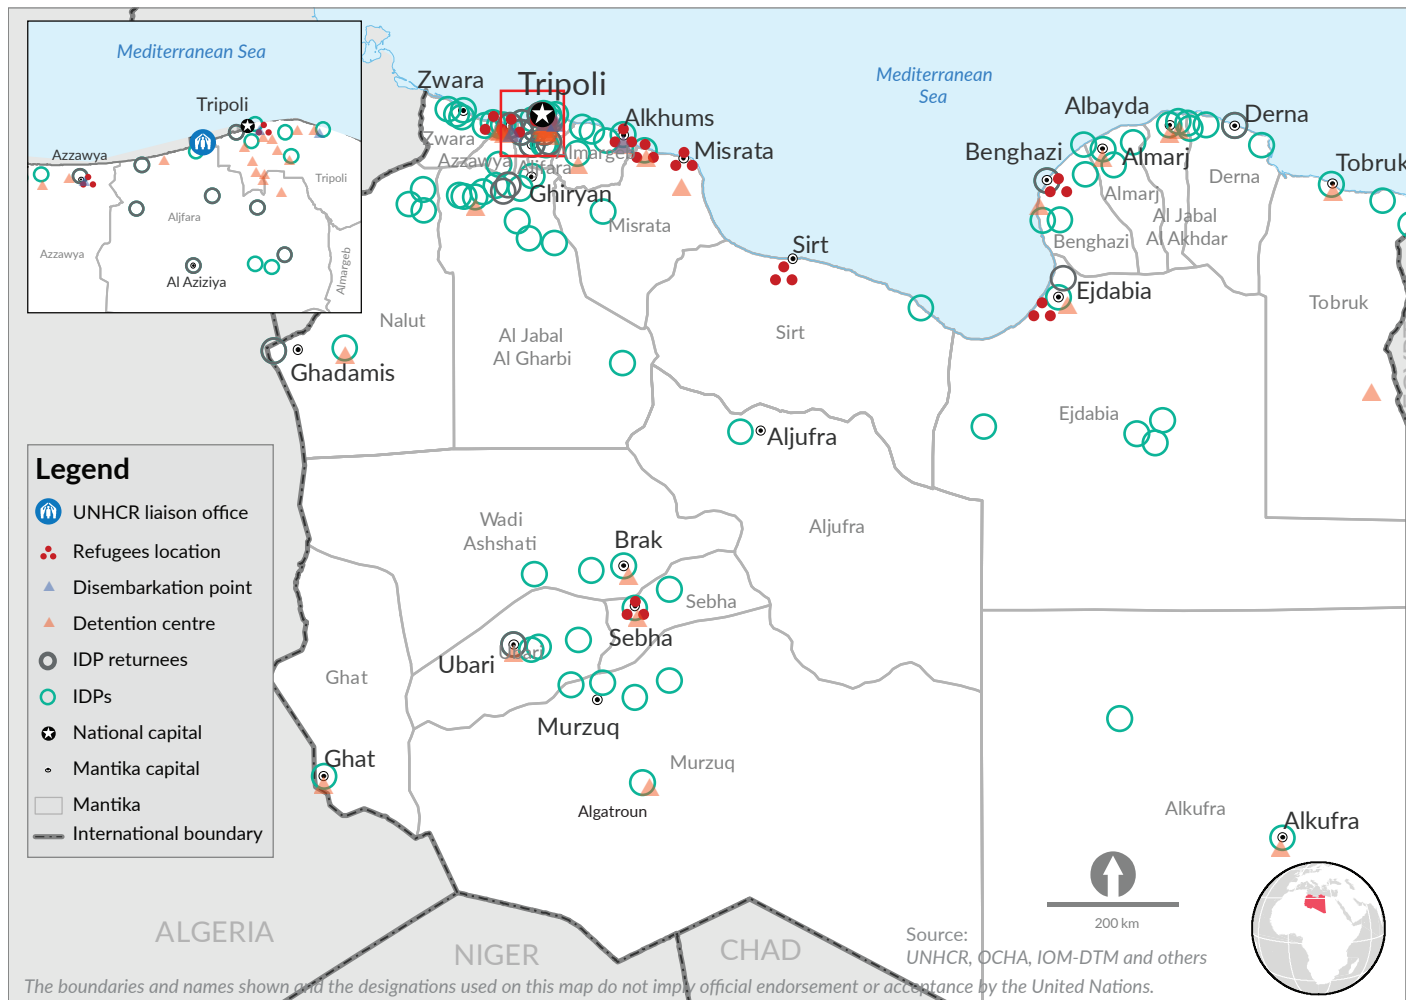 Mediterranean Sea
Tripoli
Azzawya
Tripoli
Aljfara
Azzawya
Almargeb
Al Aziziya
Mediterranean
Sea
Zwara
Tripoli
Alkhums
Misrata
Zwara
Azzawya
Almargeb
Aljfara
Ghiryan
Misrata
Albayda
Derna
Benghazi
Almarj
Tobruk
Derna
Almarj
Al Jabal
Al Akhdar
Benghazi
Sirt
Ejdabia
Tobruk
Nalut
Al Jabal
Al Gharbi
Sirt
Ghadamis
Ejdabia
Aljufra
Legend
UNHCR liaison office
Refugees location
Disembarkation point
Detention centre
IDP returnees
IDPs
National capital
Mantika capital
Mantika
International boundary
Wadi
Ashshati
Brak
Aljufra
Sebha
Sebha
Ubari
Ubari
Ghat
Murzuq
Ghat
Murzuq
Algatroun
Alkufra
Alkufra
200 km
ALGERIA
NIGER
CHAD
Source:
UNHCR, OCHA, IOM-DTM and others
The boundaries and names shown and the designations used on this map do not imply official endorsement or acceptance by the United Nations.